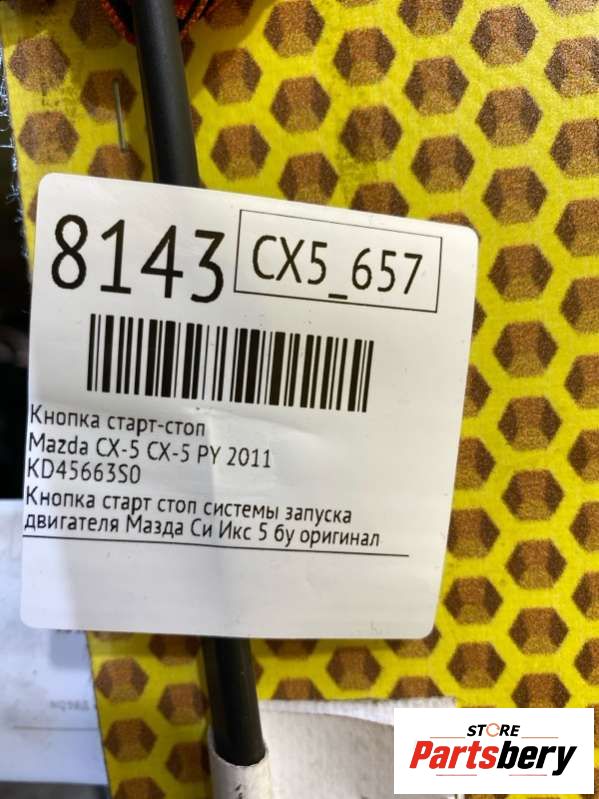 8143
CX5_657
Кнопка старт-стоп
Mazda CX-5 CX-5 PY 2011
KD45663S0
Кнопка старт стоп системы запуска
двигателя Мазда Си Икс 5 бу оригинал
STORE
Partsbery